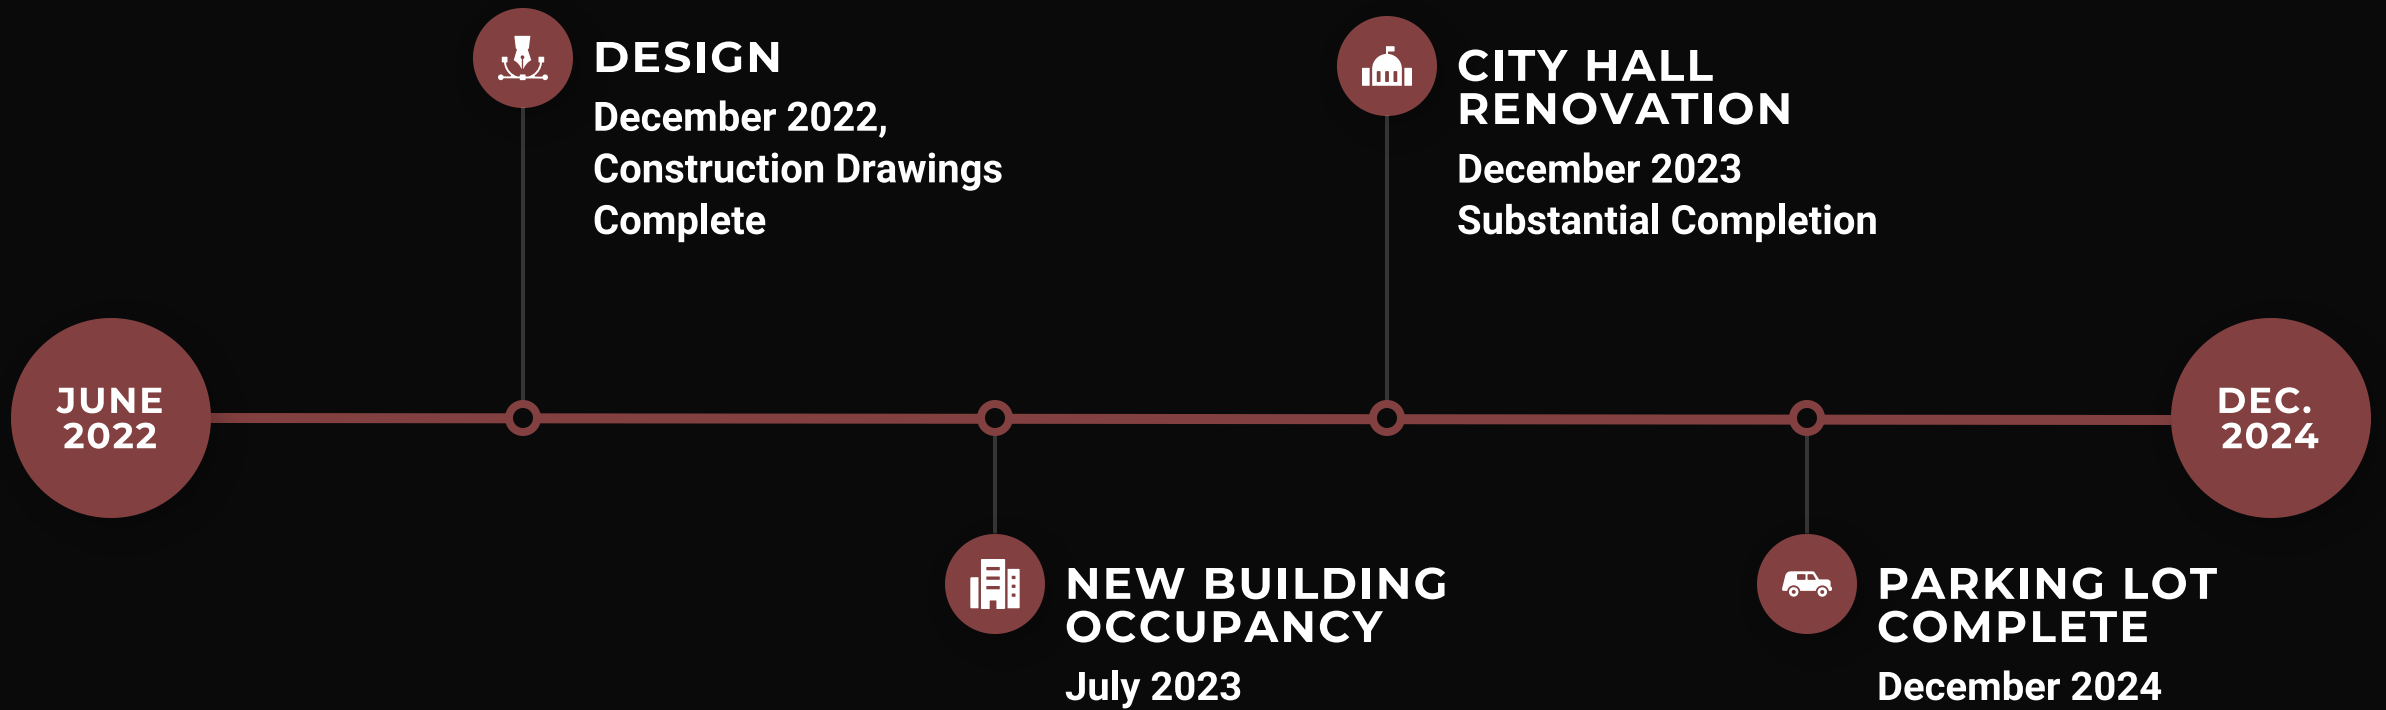 DESIGN
December 2022,
Construction Drawings
Complete
CITY HALL
RENOVATION
December 2023
Substantial Completion
JUNE
2022
DEC.
2024
NEW BUILDING
OCCUPANCY
July 2023
PARKING LOT
COMPLETE
December 2024